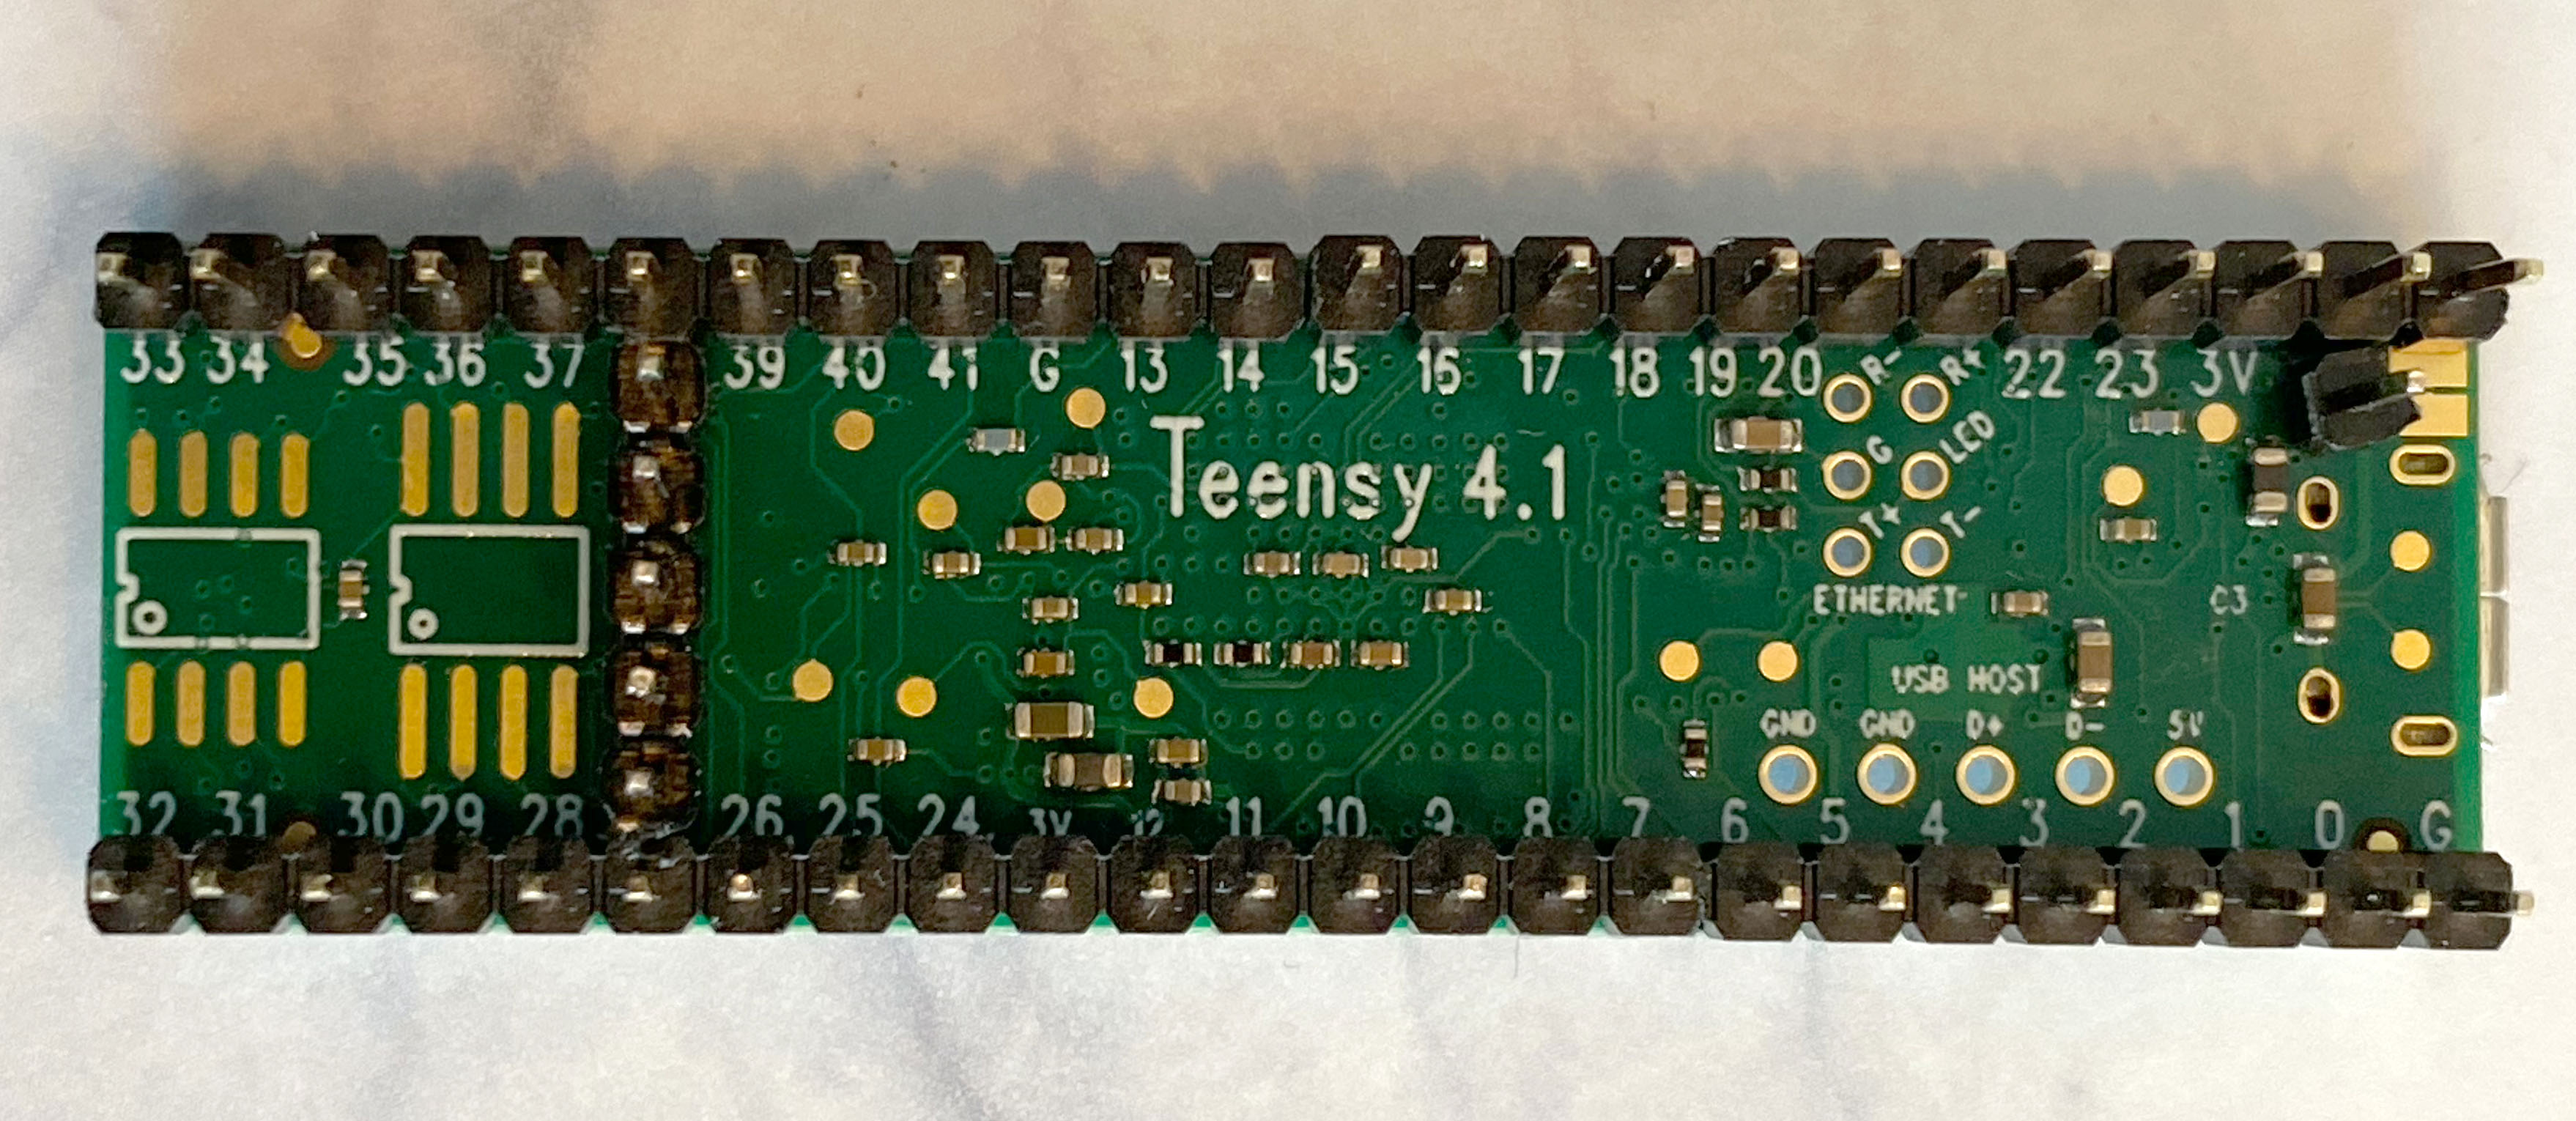 33 34 35 36 37 39 40 41 G 13 14 15 16 17 18 19 20 22 23 3V
R- R+
G LED
T+ T-
Teensy 4.1
ETHERNET
C3
USB HOST
GND GND D+ D- 5V
32 31 30 29 28 26 25 24 3V 12 11 10 9 8 7 6 5 4 3 2 1 0 G